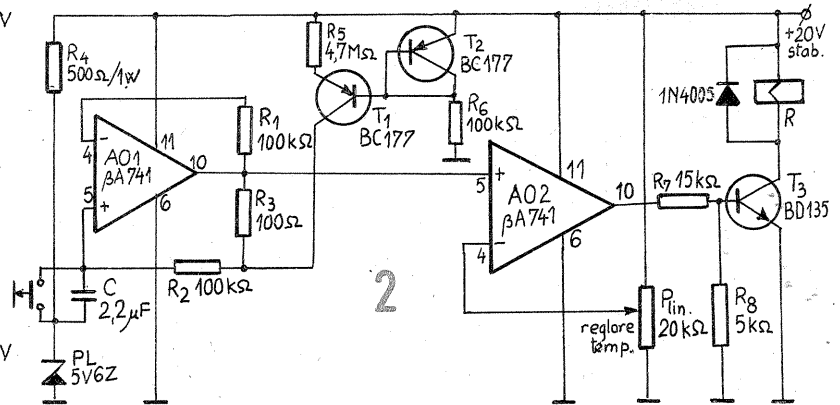 V
R4
500Ω/1W
R5
4,7MΩ
T2
BC177
+20V
stab.
1N4005
R
T1
BC177
R6
100kΩ
R1
100kΩ
4
−
AO1
βA741
11
10
5
+
6
R3
100Ω
R2 100kΩ
C
2,2µF
V
PL
5V6Z
2
5
+
AO2
βA741
11
10
4
−
6
R7 15kΩ
T3
BD135
reglare
temp.
Plin.
20kΩ
R8
5kΩ